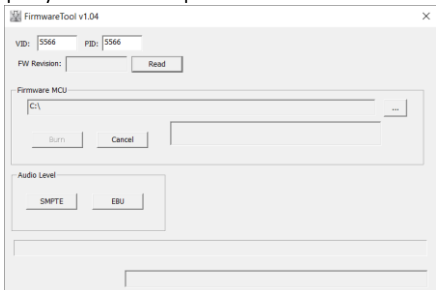 FirmwareTool v1.04
VID: 5566 PID: 5566
FW Revision: Read
Firmware MCU
C:\
...
Burn Cancel
Audio Level
SMPTE EBU